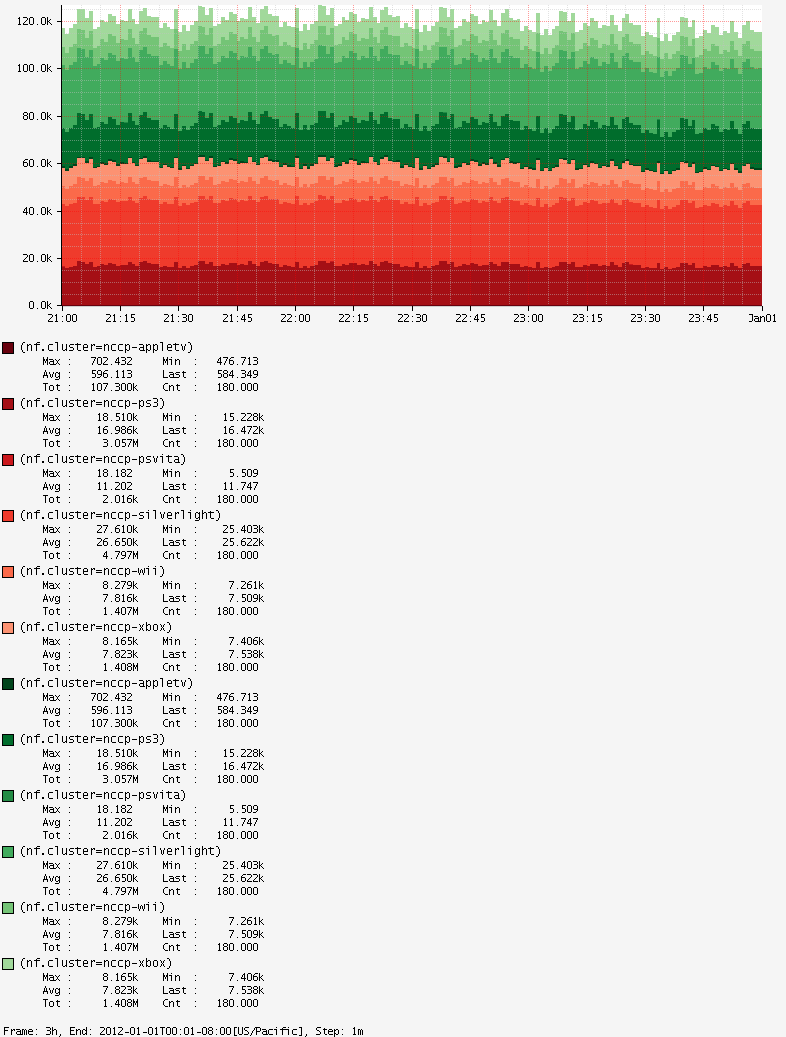 120.0k
100.0k
80.0k
60.0k
40.0k
20.0k
0.0k
21:00 21:15 21:30 21:45 22:00 22:15 22:30 22:45 23:00 23:15 23:30 23:45 Jan01
(nf.cluster=nccp-appletv)
Max : 702.432 Min : 476.713
Avg : 596.113 Last : 584.349
Tot : 107.300k Cnt : 180.000
(nf.cluster=nccp-ps3)
Max : 18.510k Min : 15.228k
Avg : 16.986k Last : 16.472k
Tot : 3.057M Cnt : 180.000
(nf.cluster=nccp-psvita)
Max : 18.182 Min : 5.509
Avg : 11.202 Last : 11.747
Tot : 2.016k Cnt : 180.000
(nf.cluster=nccp-silverlight)
Max : 27.610k Min : 25.403k
Avg : 26.650k Last : 25.622k
Tot : 4.797M Cnt : 180.000
(nf.cluster=nccp-wii)
Max : 8.279k Min : 7.261k
Avg : 7.816k Last : 7.509k
Tot : 1.407M Cnt : 180.000
(nf.cluster=nccp-xbox)
Max : 8.165k Min : 7.406k
Avg : 7.823k Last : 7.538k
Tot : 1.408M Cnt : 180.000
(nf.cluster=nccp-appletv)
Max : 702.432 Min : 476.713
Avg : 596.113 Last : 584.349
Tot : 107.300k Cnt : 180.000
(nf.cluster=nccp-ps3)
Max : 18.510k Min : 15.228k
Avg : 16.986k Last : 16.472k
Tot : 3.057M Cnt : 180.000
(nf.cluster=nccp-psvita)
Max : 18.182 Min : 5.509
Avg : 11.202 Last : 11.747
Tot : 2.016k Cnt : 180.000
(nf.cluster=nccp-silverlight)
Max : 27.610k Min : 25.403k
Avg : 26.650k Last : 25.622k
Tot : 4.797M Cnt : 180.000
(nf.cluster=nccp-wii)
Max : 8.279k Min : 7.261k
Avg : 7.816k Last : 7.509k
Tot : 1.407M Cnt : 180.000
(nf.cluster=nccp-xbox)
Max : 8.165k Min : 7.406k
Avg : 7.823k Last : 7.538k
Tot : 1.408M Cnt : 180.000
Frame: 3h, End: 2012-01-01T00:01-08:00[US/Pacific], Step: 1m